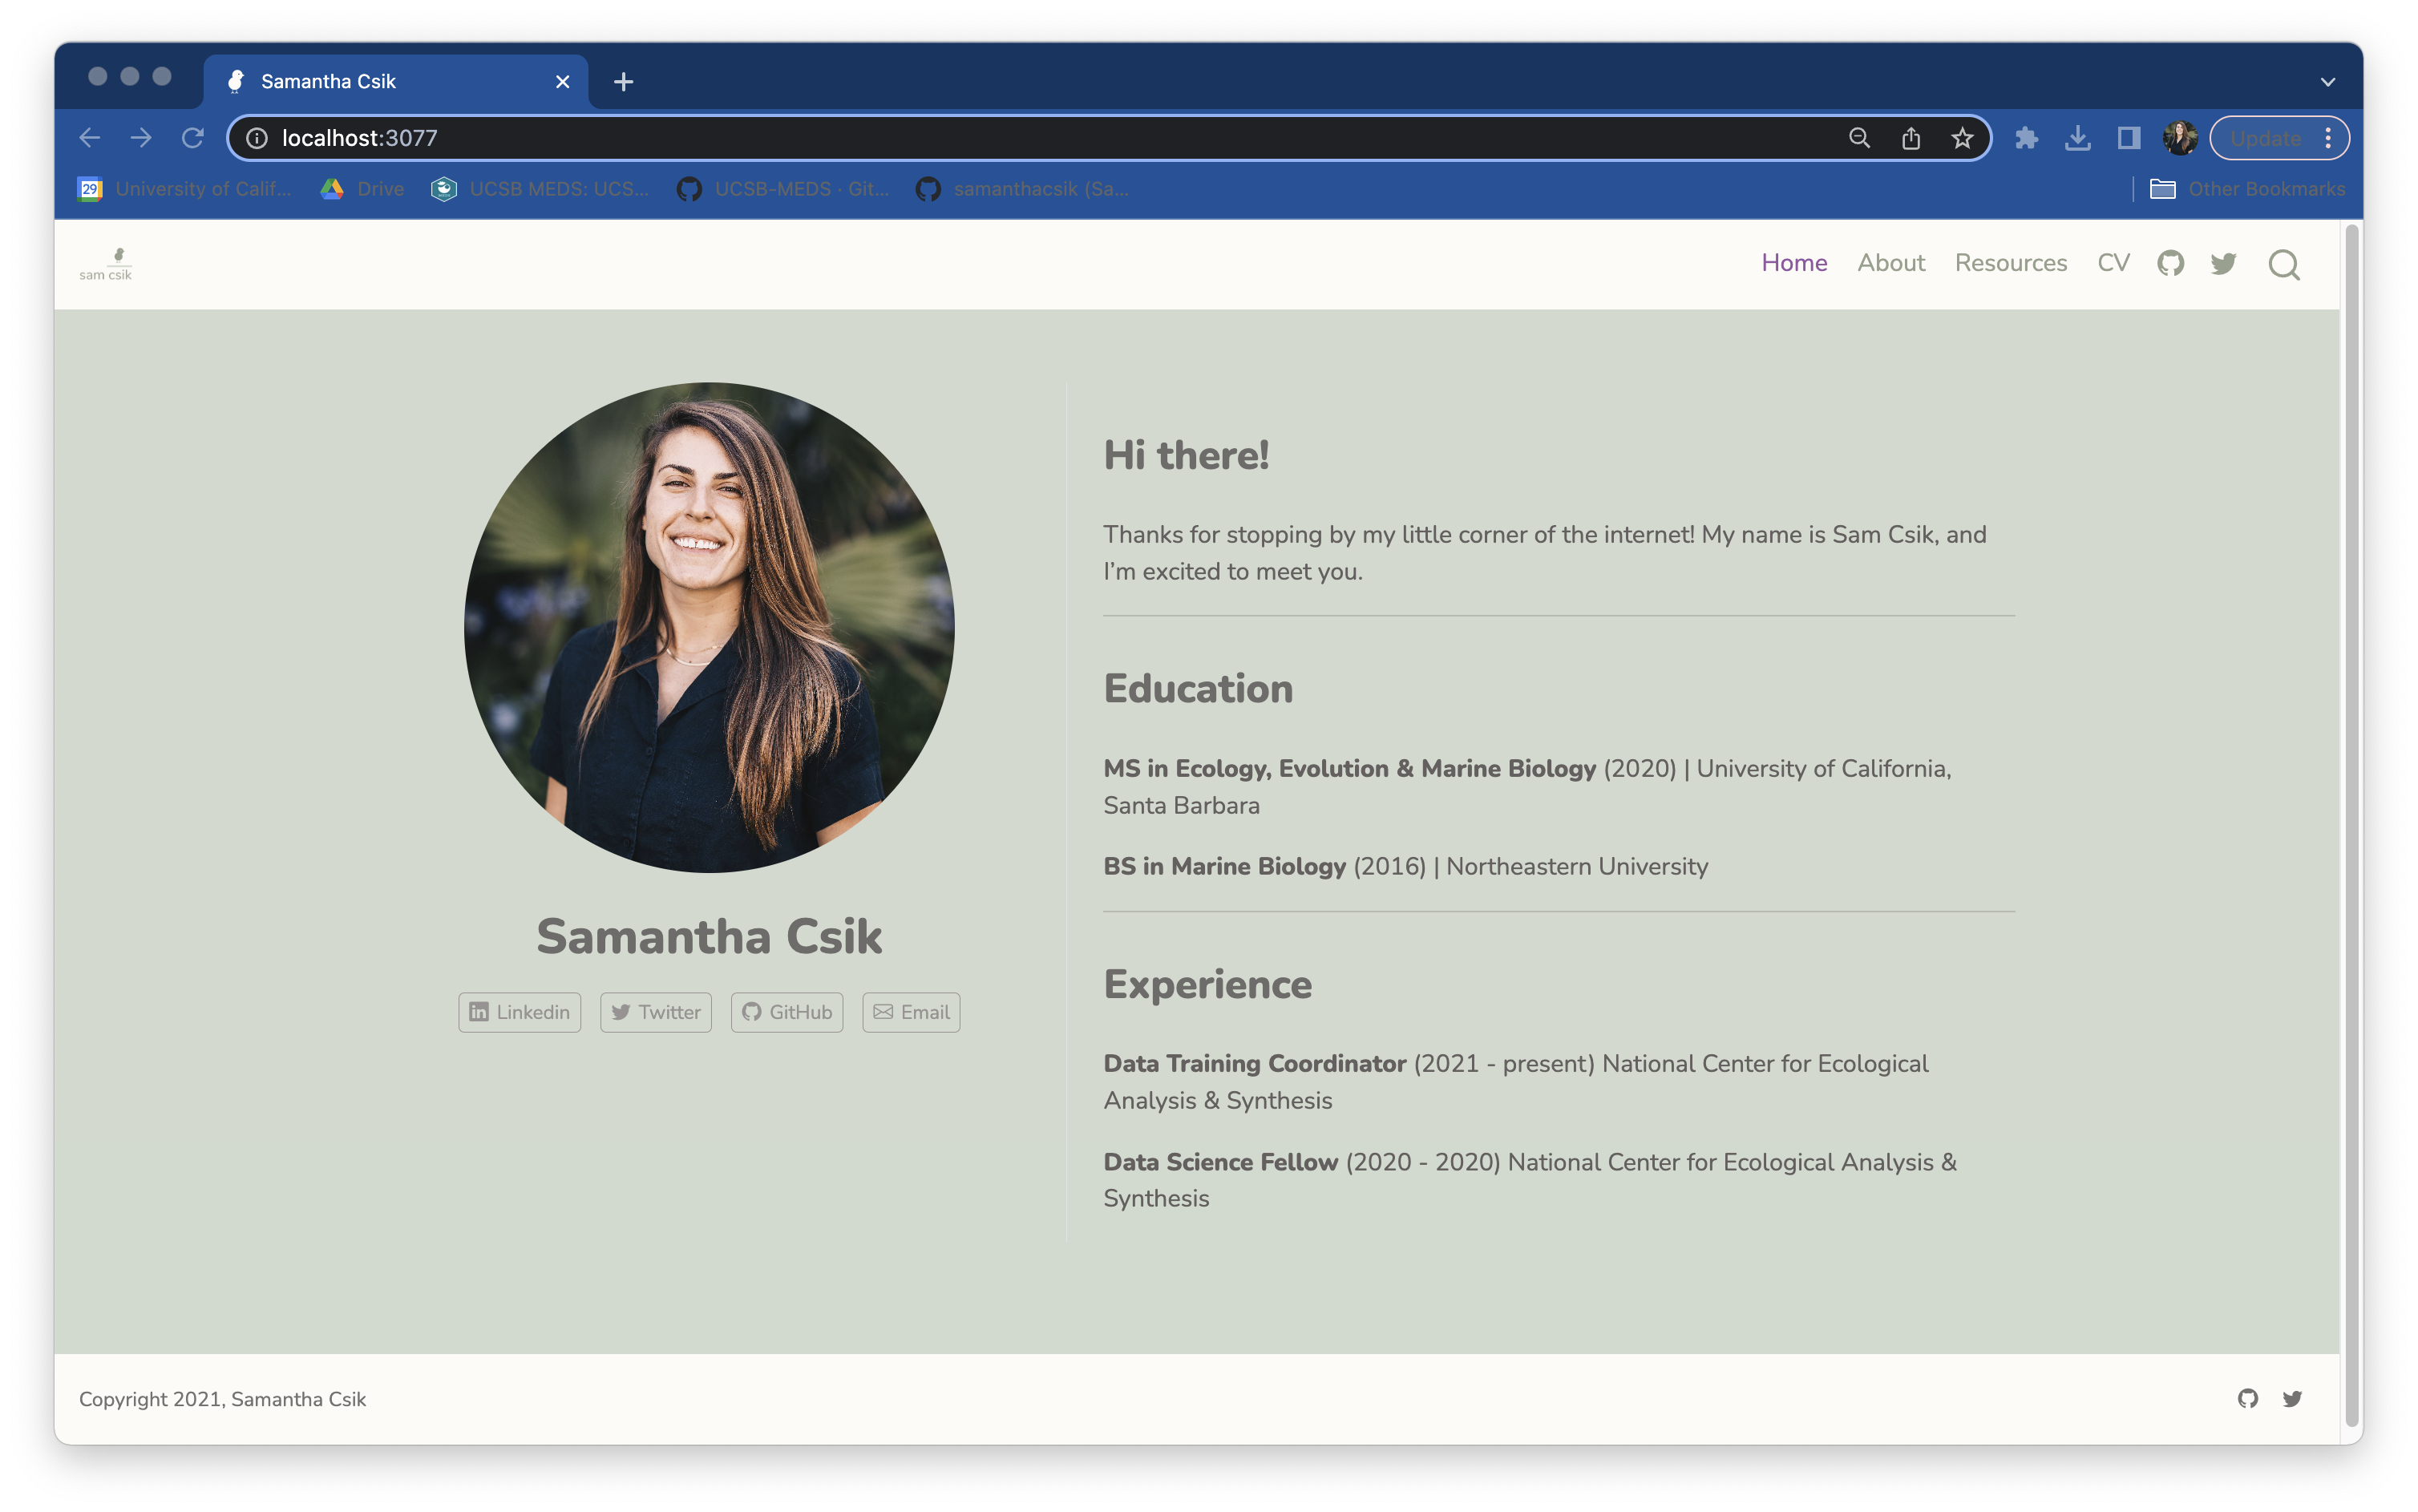 Samantha Csik
localhost:3077
Update
29
University of Calif...
Drive
UCSB MEDS: UCS...
UCSB-MEDS · Git...
samanthacsik (Sa...
Other Bookmarks
sam csik
Home
About
Resources
CV
Samantha Csik
Linkedin
Twitter
GitHub
Email
Hi there!
Thanks for stopping by my little corner of the internet! My name is Sam Csik, and
I’m excited to meet you.
Education
MS in Ecology, Evolution & Marine Biology (2020) | University of California,
Santa Barbara
BS in Marine Biology (2016) | Northeastern University
Experience
Data Training Coordinator (2021 - present) National Center for Ecological
Analysis & Synthesis
Data Science Fellow (2020 - 2020) National Center for Ecological Analysis &
Synthesis
Copyright 2021, Samantha Csik